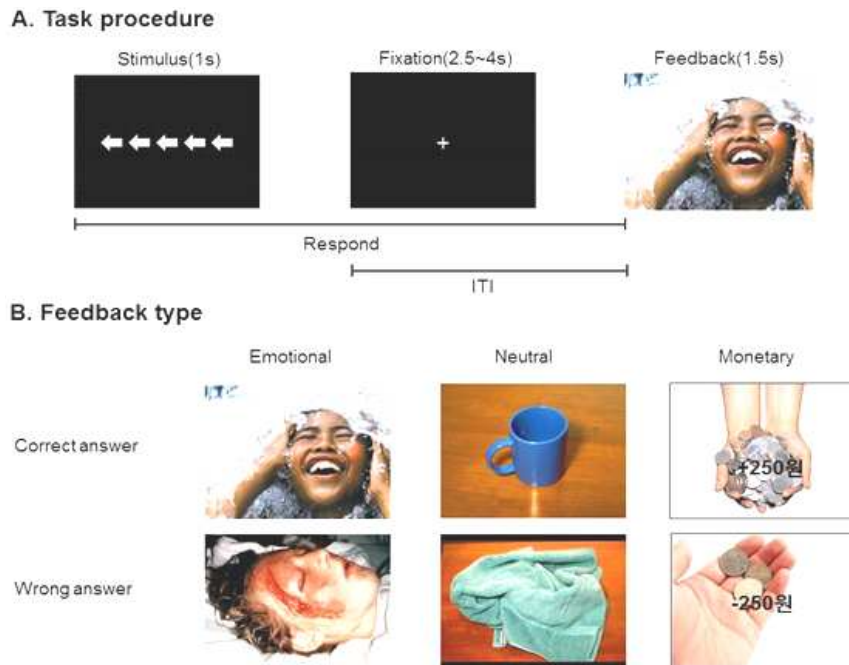 A. Task procedure
Stimulus(1s)
Fixation(2.5~4s)
Feedback(1.5s)
Respond
ITI
B. Feedback type
Emotional
Neutral
Monetary
Correct answer
+250원
Wrong answer
-250원